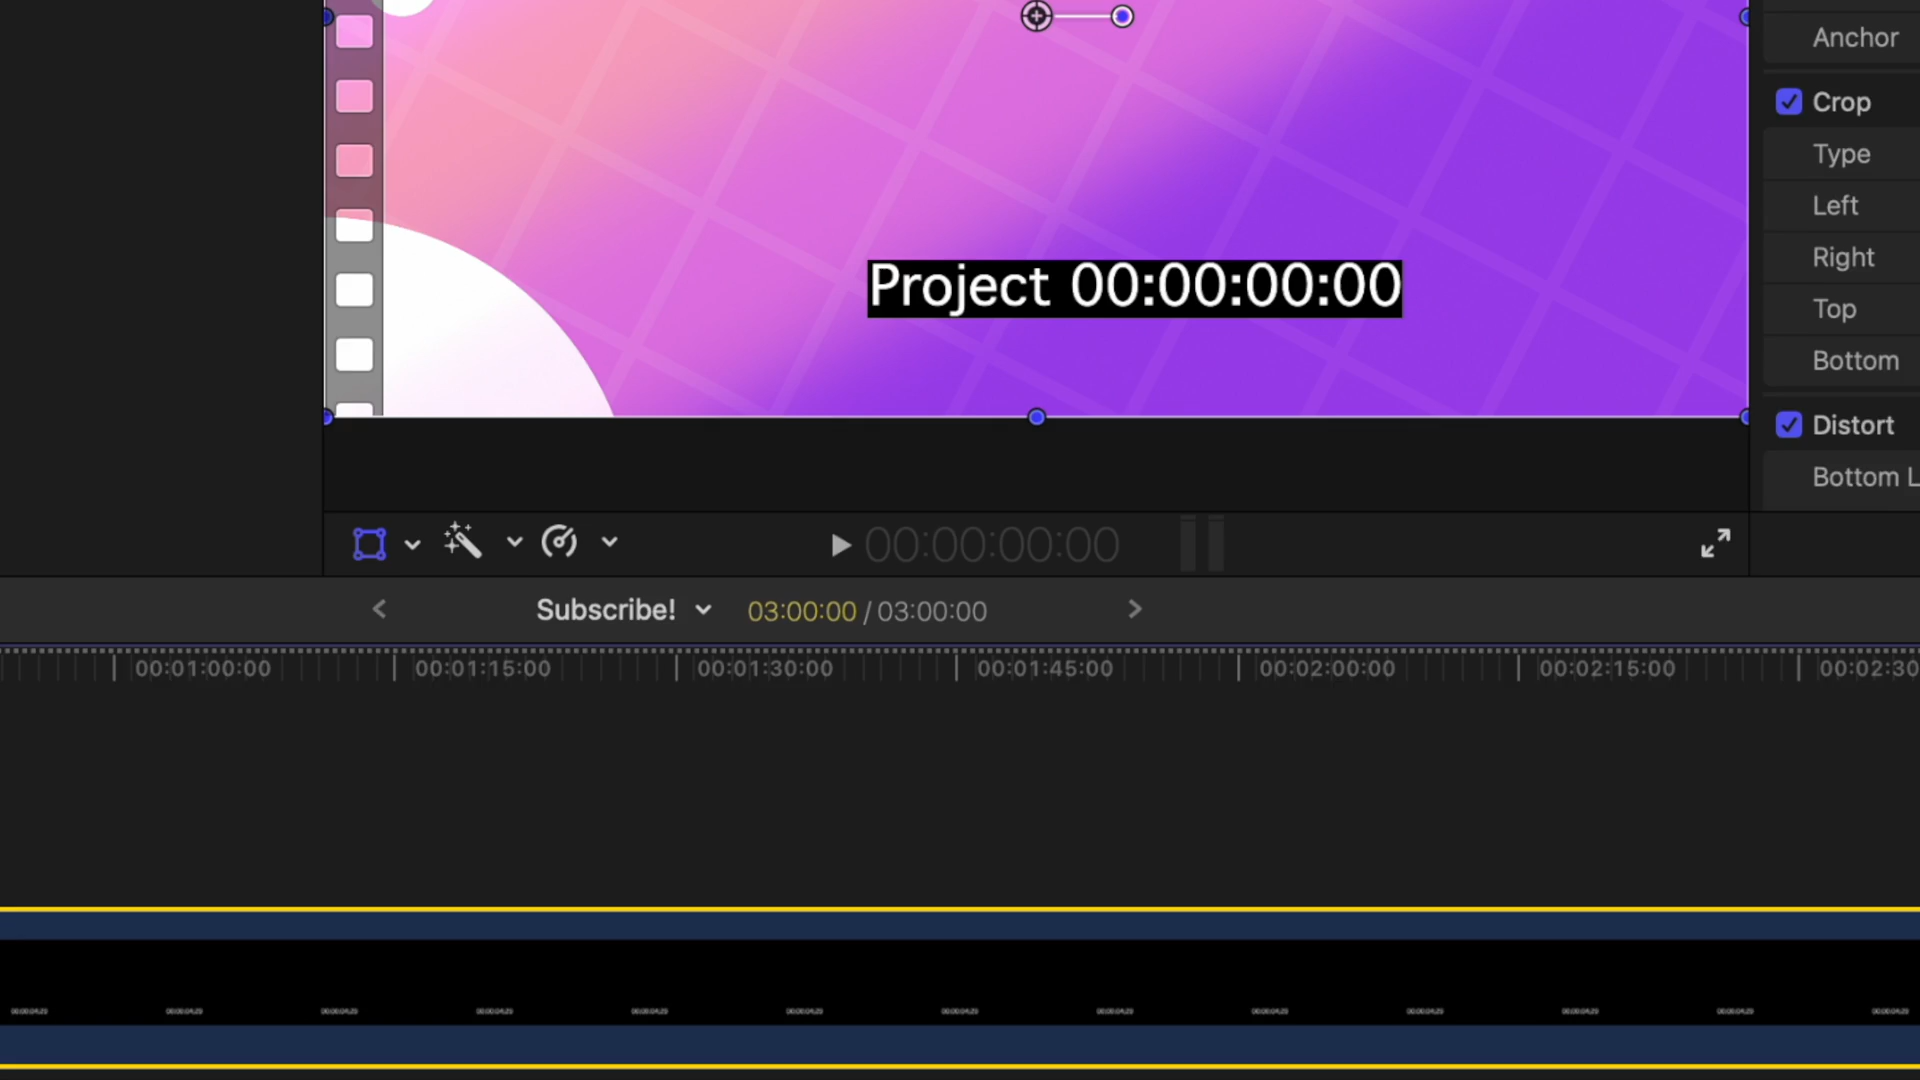 Anchor
Crop
Type
Left
Right
Top
Bottom
Distort
Bottom L
Project 00:00:00:00
00:00:00:00
Subscribe! 03:00:00 / 03:00:00
00:01:00:00 00:01:15:00 00:01:30:00 00:01:45:00 00:02:00:00 00:02:15:00 00:02:30